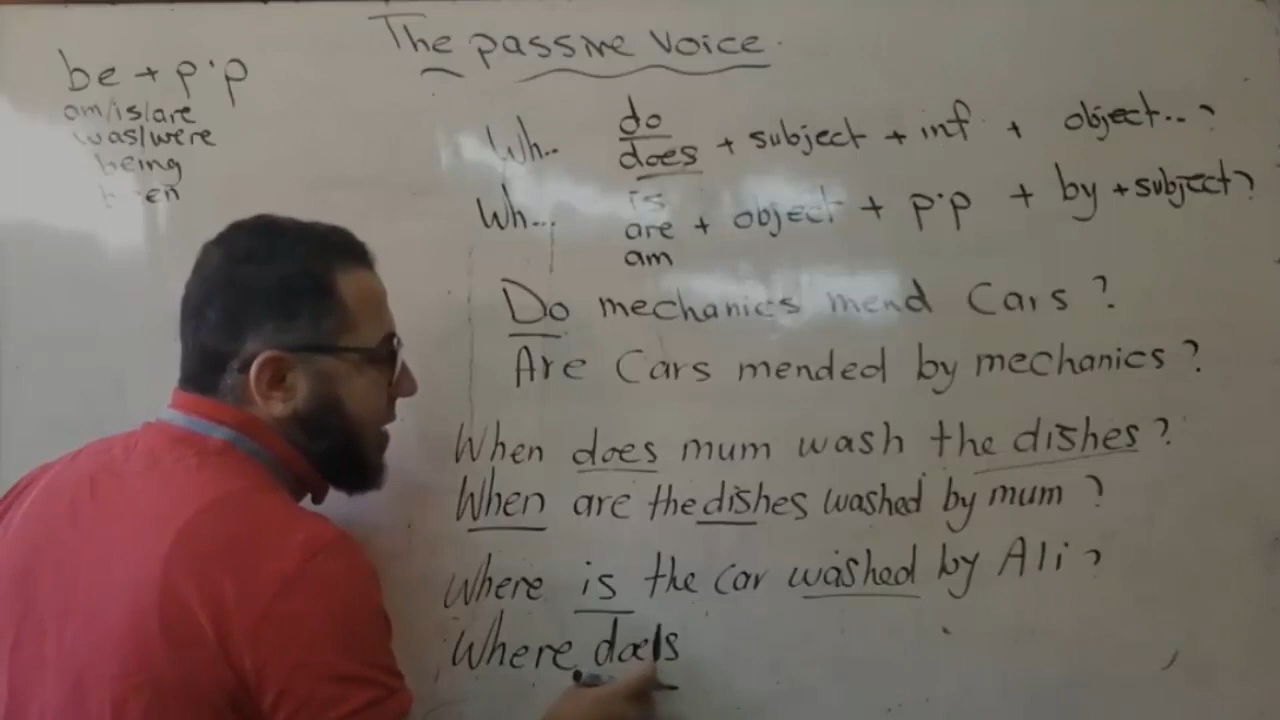 The passive Voice.
be + p.p
am/is/are
was/were
being
Wh.. do
does + subject + inf + object..?
Wh... is
are + object + p.p + by + subject?
am
Do mechanics mend Cars ?
Are Cars mended by mechanics ?
When does mum wash the dishes ?
When are the dishes washed by mum ?
Where is the car washed by Ali ?
Where does